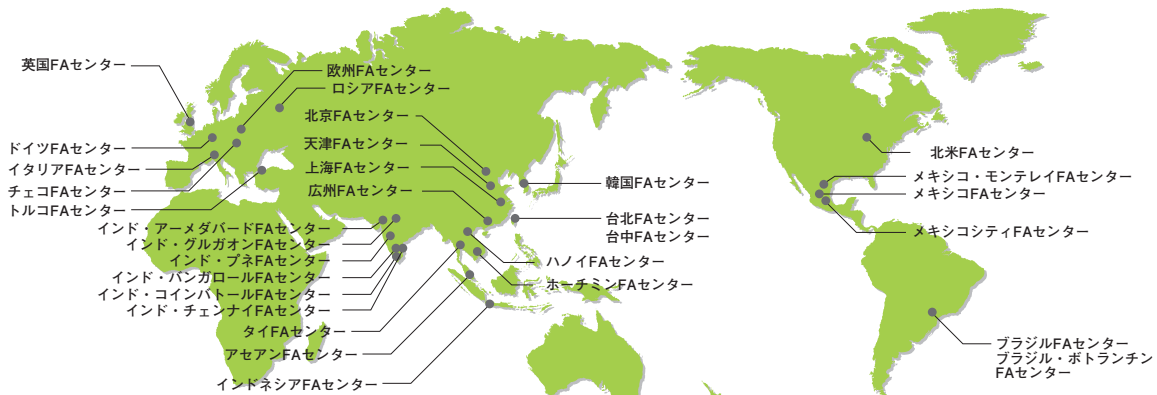 英国FAセンター
欧州FAセンター
ロシアFAセンター
北京FAセンター
天津FAセンター
上海FAセンター
広州FAセンター
ドイツFAセンター
イタリアFAセンター
チェコFAセンター
トルコFAセンター
インド・アーメダバードFAセンター
インド・グルガオンFAセンター
インド・プネFAセンター
インド・バンガロールFAセンター
インド・コインバトールFAセンター
インド・チェンナイFAセンター
タイFAセンター
アセアンFAセンター
インドネシアFAセンター
韓国FAセンター
台北FAセンター
台中FAセンター
ハノイFAセンター
ホーチミンFAセンター
北米FAセンター
メキシコ・モンテレイFAセンター
メキシコFAセンター
メキシコシティFAセンター
ブラジルFAセンター
ブラジル・ボトランチン
FAセンター